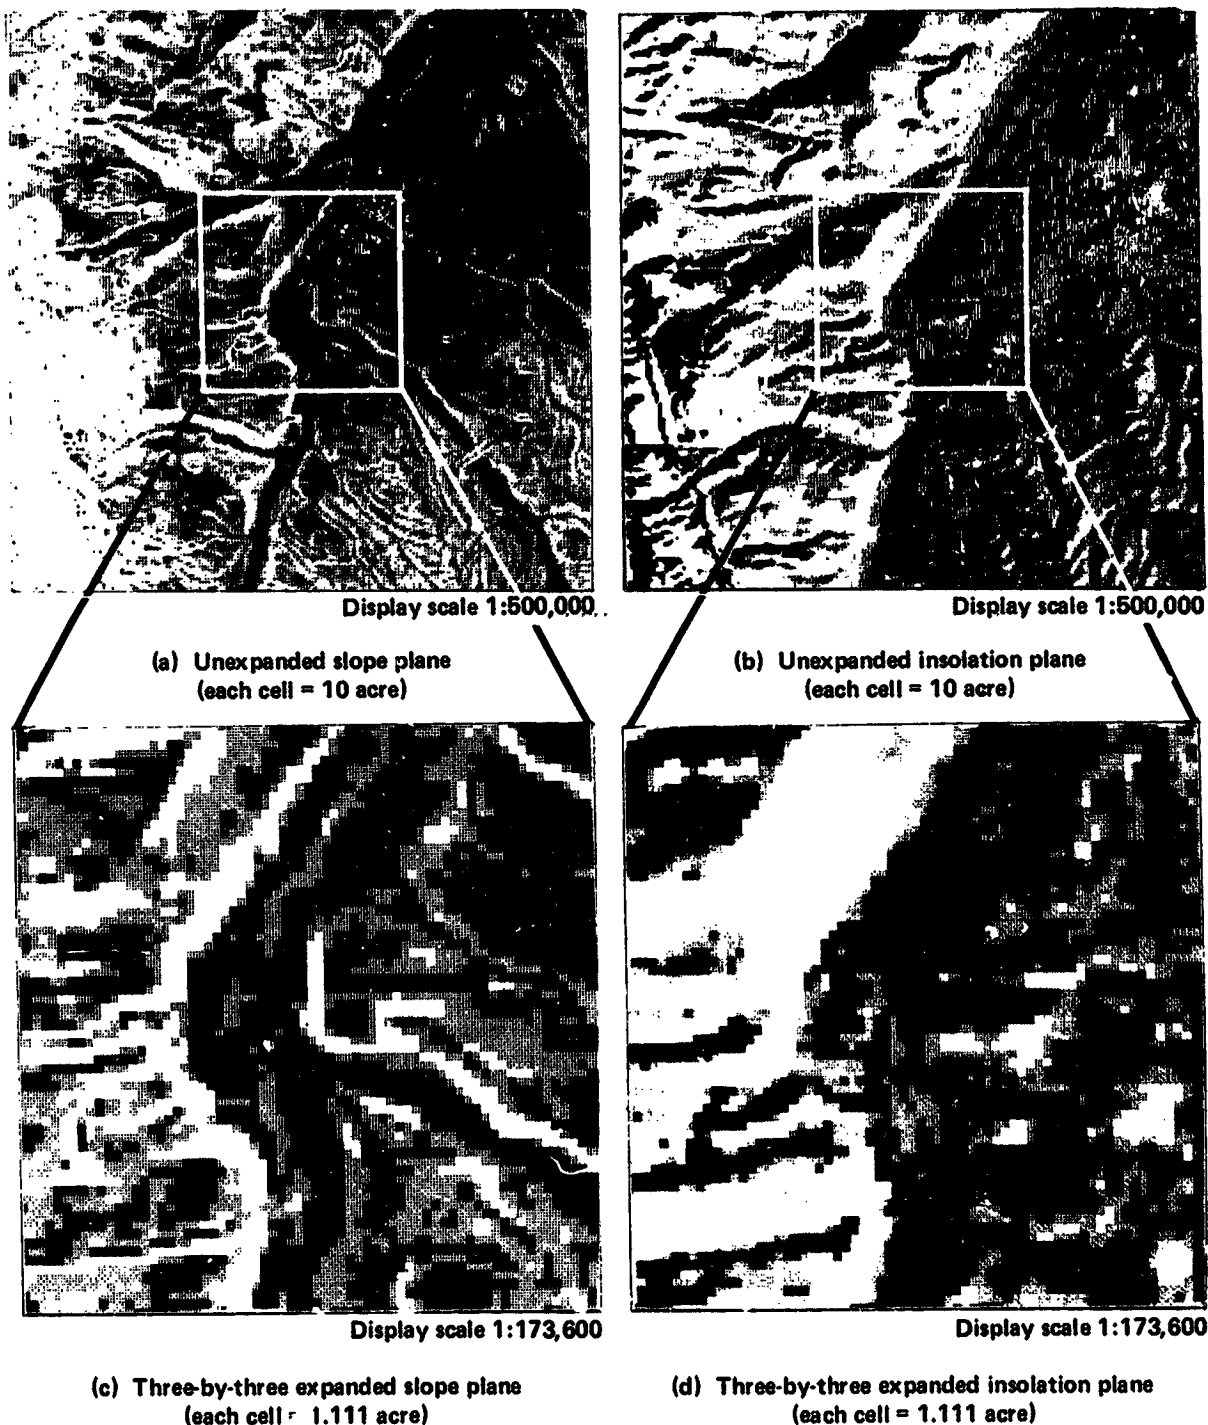 Display scale 1:500,000
Display scale 1:500,000
(a) Unexpanded slope plane
(each cell = 10 acre)
(b) Unexpanded insolation plane
(each cell = 10 acre)
Display scale 1:173,600
Display scale 1:173,600
(c) Three-by-three expanded slope plane
(each cell = 1.111 acre)
(d) Three-by-three expanded insolation plane
(each cell = 1.111 acre)